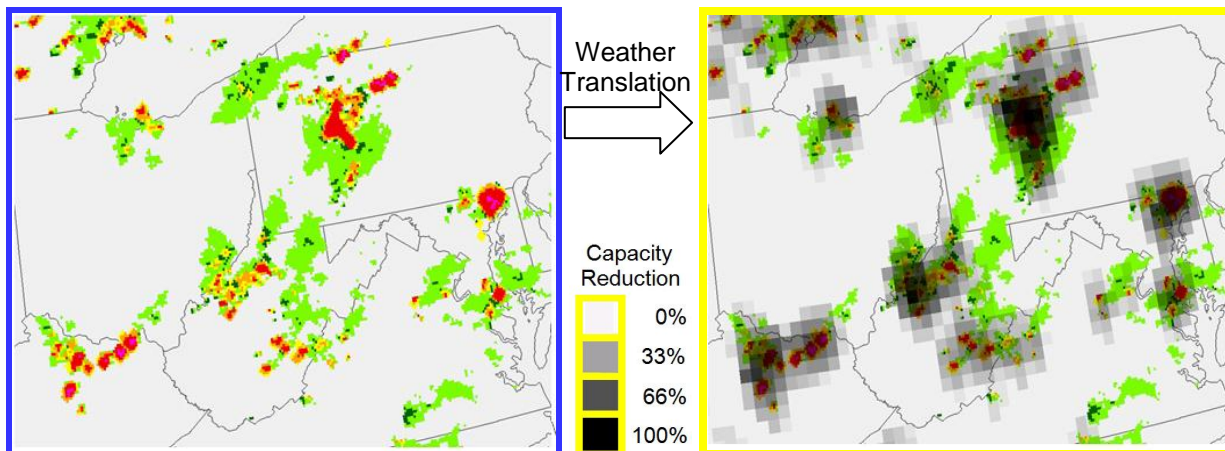 Weather
Translation
Capacity
Reduction
0%
33%
66%
100%